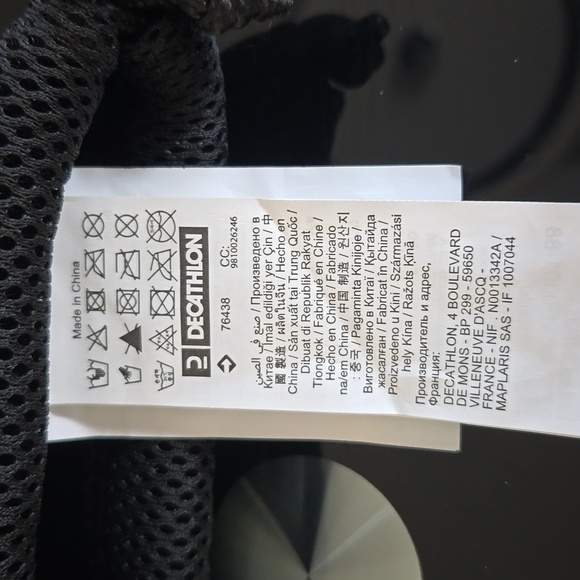 Made in China
DECATHLON
76438
CC:
9810026246
صنع في الصين / Произведено в
Китае / İmal edildiği yer Çin / 中
國 製造 / ผลิตในจีน / Hecho en
China / Sản xuất tại Trung Quốc /
Dibuat di Republik Rakyat
Tiongkok / Fabriqué en Chine /
Hecho en China / Fabricado
na/em China / 中国 制造 / 원산지
: 중국 / Pagaminta Kinijoje /
Виготовлено в Китаї / Қытайда
жасалған / Fabricat în China /
Proizvedeno u Kini / Származási
hely Kína / Ražots Ķīnā
Производитель и адрес,
Франция:
DECATHLON, 4 BOULEVARD
DE MONS - BP 299 - 59650
VILLENEUVE D'ASCQ -
FRANCE - NIF : N0013342A /
MAPLARIS SAS - IF 1007044